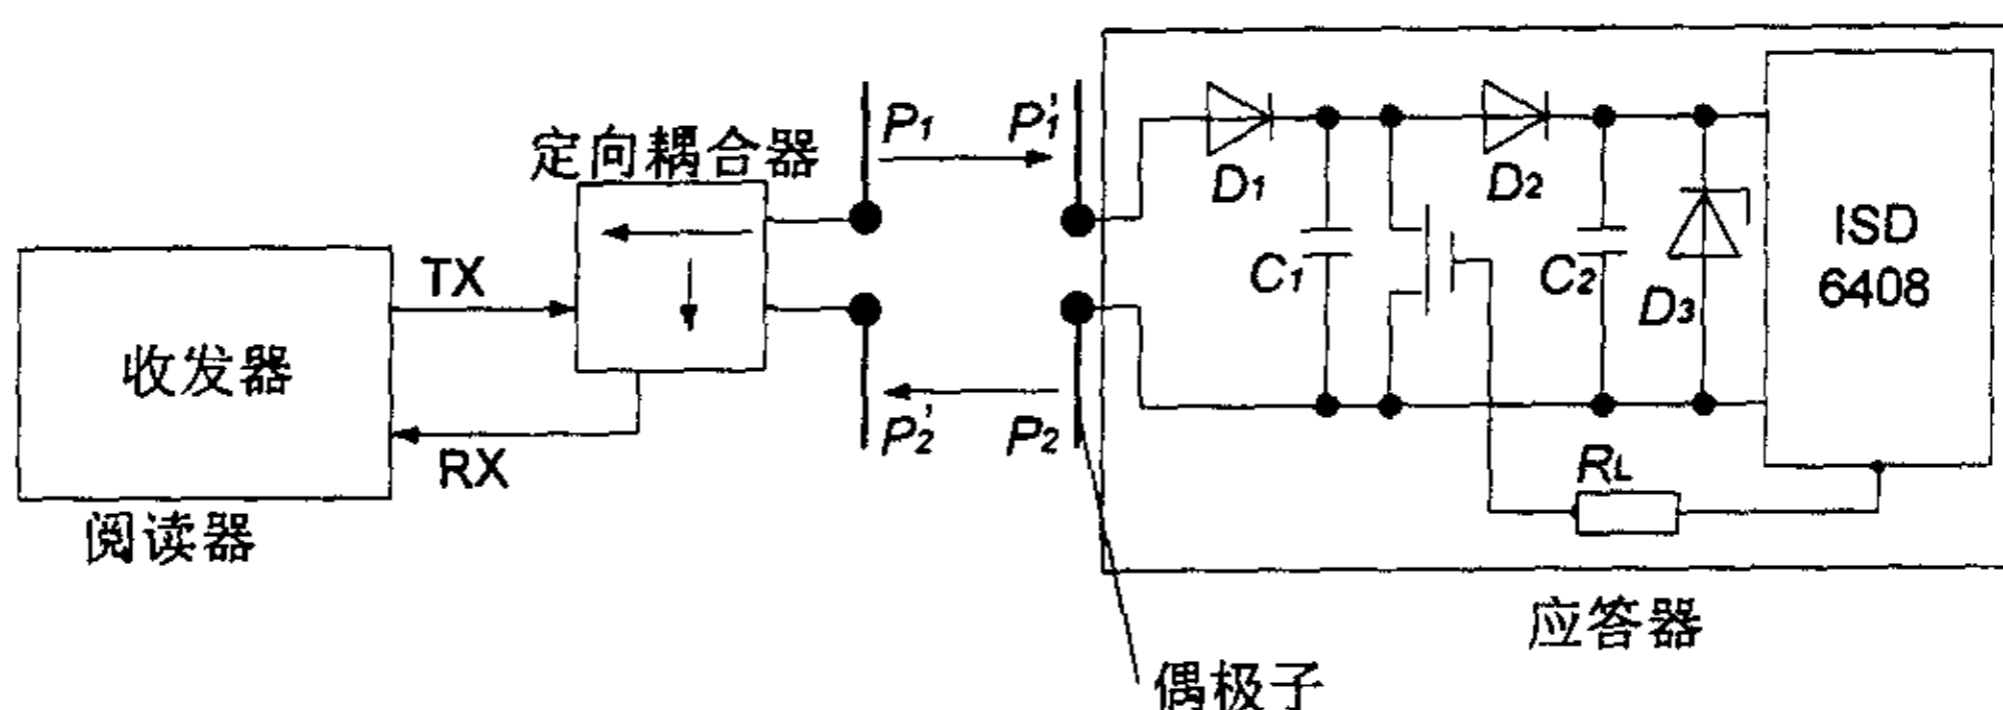 定向耦合器
P1
P1'
D1
D2
ISD
6408
TX
C1
C2
D3
收发器
RX
P2'
P2
RL
阅读器
应答器
偶极子